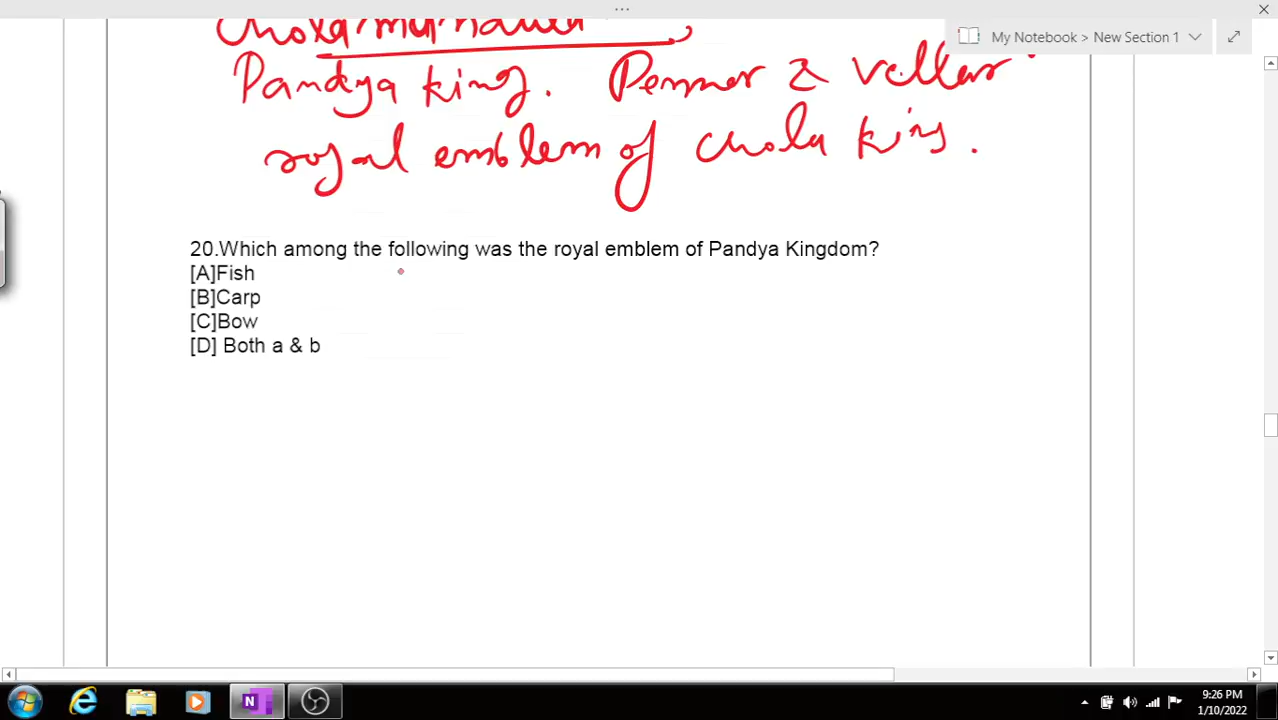 My Notebook > New Section 1
Pandya king. Pennar & vellar
royal emblem of chola king.
20.Which among the following was the royal emblem of Pandya Kingdom?
[A]Fish
[B]Carp
[C]Bow
[D] Both a & b
9:26 PM
1/10/2022